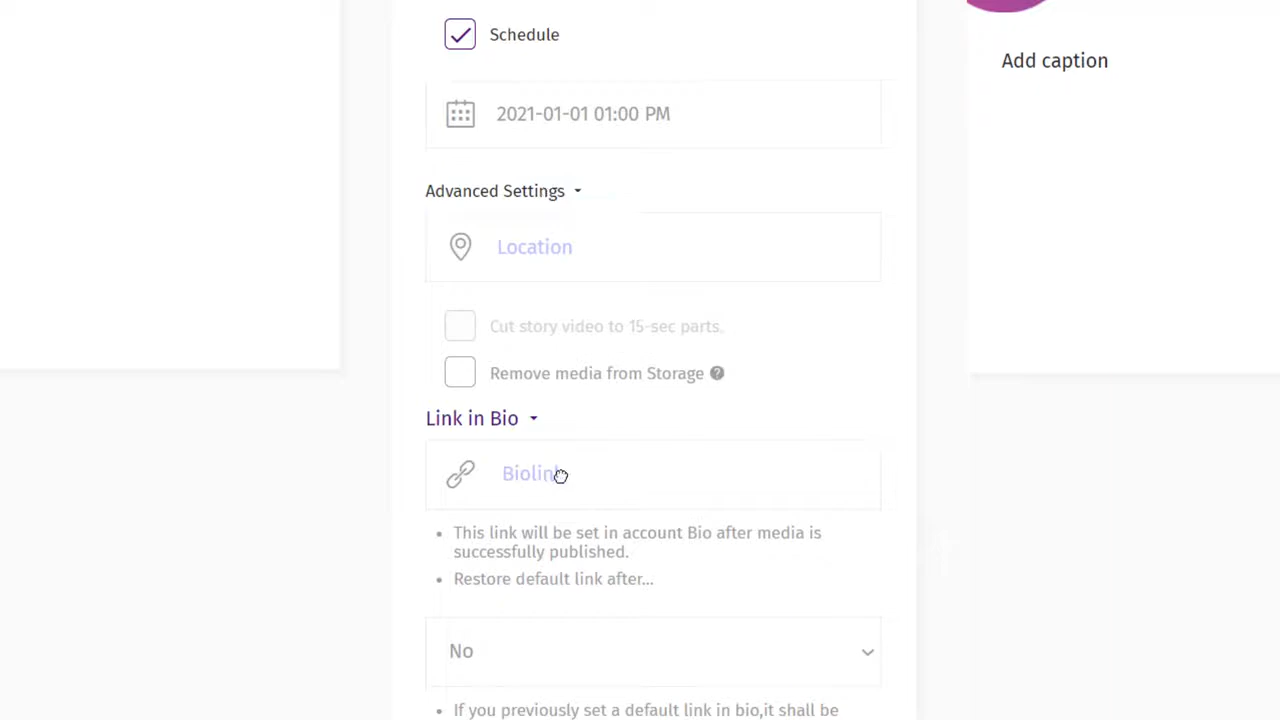 Schedule
Add caption
2021-01-01 01:00 PM
Advanced Settings
Location
Cut story video to 15-sec parts.
Remove media from Storage
Link in Bio
Biolink
This link will be set in account Bio after media is
successfully published.
Restore default link after...
No
If you previously set a default link in bio,it shall be